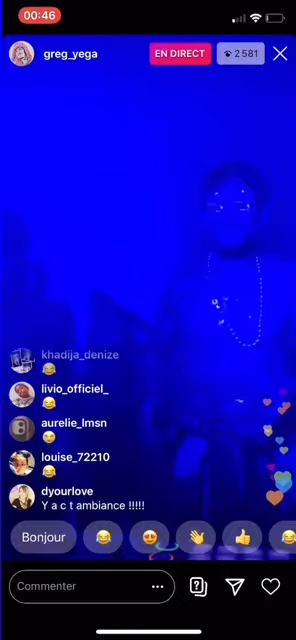 00:46
greg_yega
EN DIRECT
2 581
khadija_denize
livio_officiel_
aurelie_lmsn
louise_72210
dyourlove
Y a c t ambiance !!!!!
Bonjour
Commenter